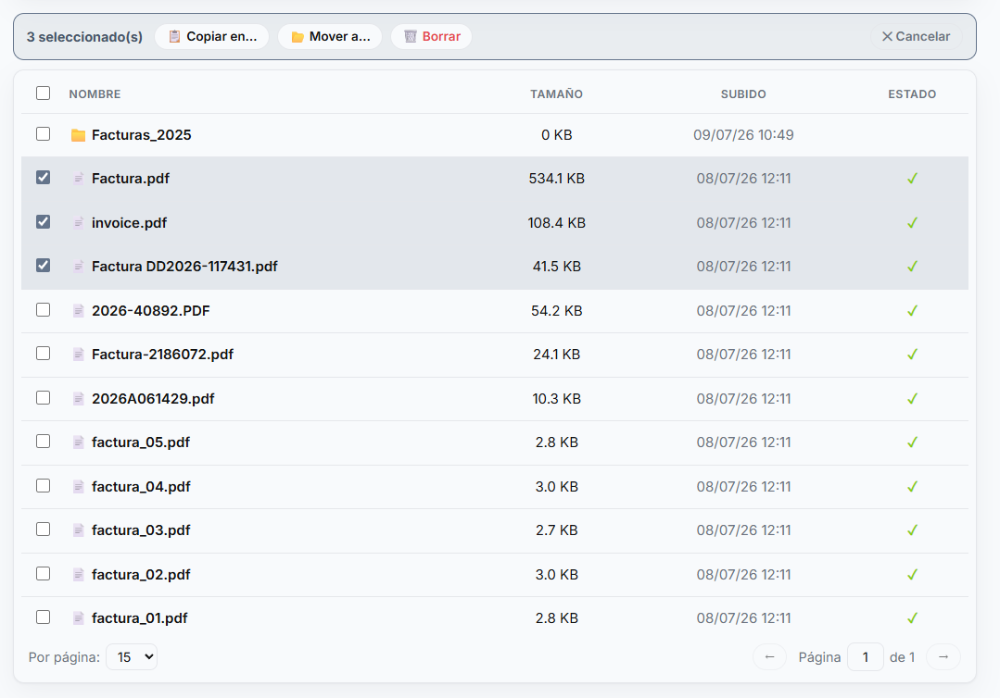 3 seleccionado(s) Copiar en... Mover a... Borrar Cancelar
NOMBRE TAMAÑO SUBIDO ESTADO
Facturas_2025 0 KB 09/07/26 10:49
Factura.pdf 534.1 KB 08/07/26 12:11
invoice.pdf 108.4 KB 08/07/26 12:11
Factura DD2026-117431.pdf 41.5 KB 08/07/26 12:11
2026-40892.PDF 54.2 KB 08/07/26 12:11
Factura-2186072.pdf 24.1 KB 08/07/26 12:11
2026A061429.pdf 10.3 KB 08/07/26 12:11
factura_05.pdf 2.8 KB 08/07/26 12:11
factura_04.pdf 3.0 KB 08/07/26 12:11
factura_03.pdf 2.7 KB 08/07/26 12:11
factura_02.pdf 3.0 KB 08/07/26 12:11
factura_01.pdf 2.8 KB 08/07/26 12:11
Por página: 15 ← Página 1 de 1 →